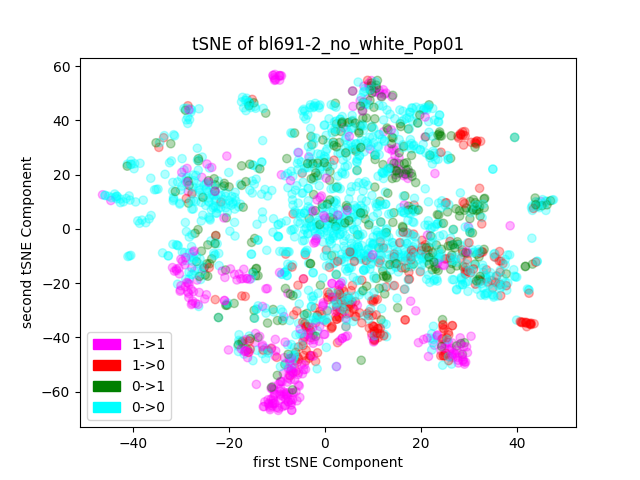 tSNE of bl691-2_no_white_Pop01
60
40
20
0
−20
−40
−60
second tSNE Component
1->1
1->0
0->1
0->0
−40 −20 0 20 40
first tSNE Component